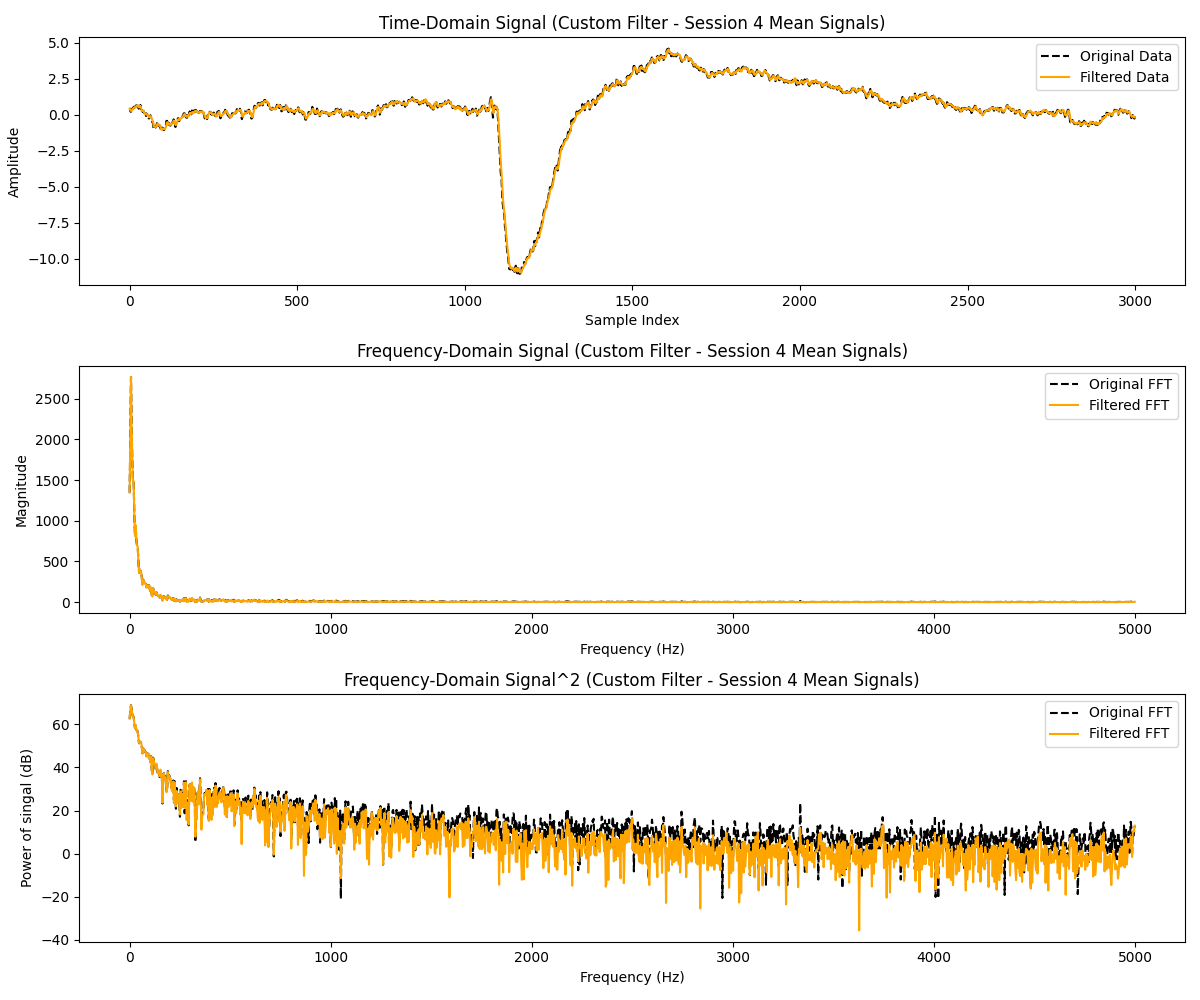 Time-Domain Signal (Custom Filter - Session 4 Mean Signals)
5.0
2.5
0.0
−2.5
−5.0
−7.5
−10.0
Amplitude
Original Data
Filtered Data
0 500 1000 1500 2000 2500 3000
Sample Index
Frequency-Domain Signal (Custom Filter - Session 4 Mean Signals)
2500
2000
1500
1000
500
0
Magnitude
Original FFT
Filtered FFT
0 1000 2000 3000 4000 5000
Frequency (Hz)
Frequency-Domain Signal^2 (Custom Filter - Session 4 Mean Signals)
60
40
20
0
−20
−40
Power of singal (dB)
Original FFT
Filtered FFT
0 1000 2000 3000 4000 5000
Frequency (Hz)